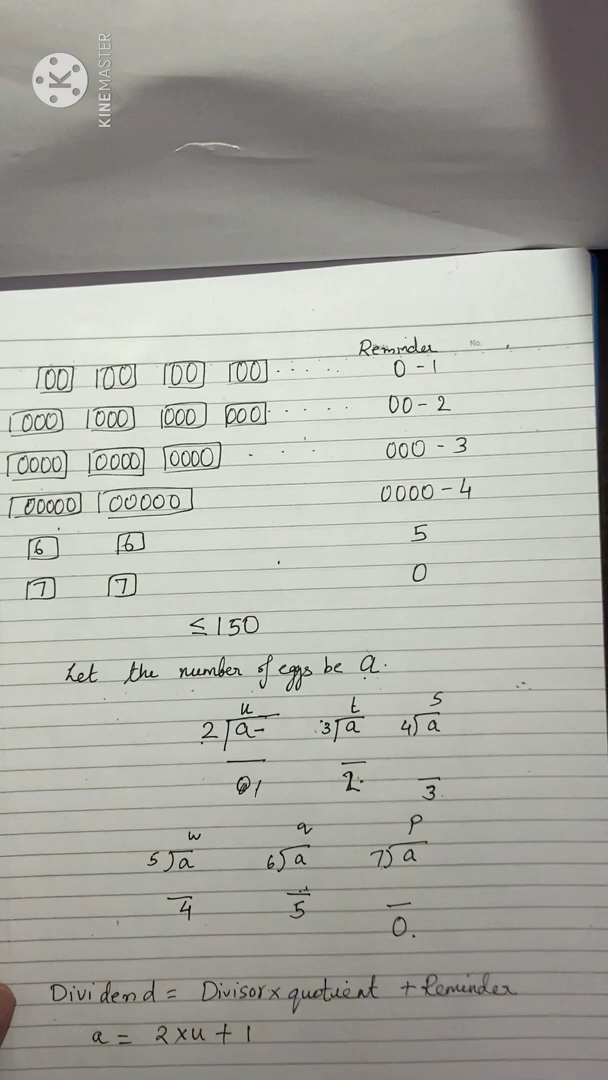 KINEMASTER
Reminder No.
00 00 00 00 ...... 0 - 1
000 000 000 000 ...... 00 - 2
0000 0000 0000 . . . 000 - 3
00000 00000 0000 - 4
6 6 5
7 7 0
≤ 150
Let the number of eggs be a.
u t s
2)a- 3)a 4)a
1 2. 3
w q p
5)a 6)a 7)a
4 5 0.
Dividend = Divisor x quotient + Reminder
a = 2 x u + 1